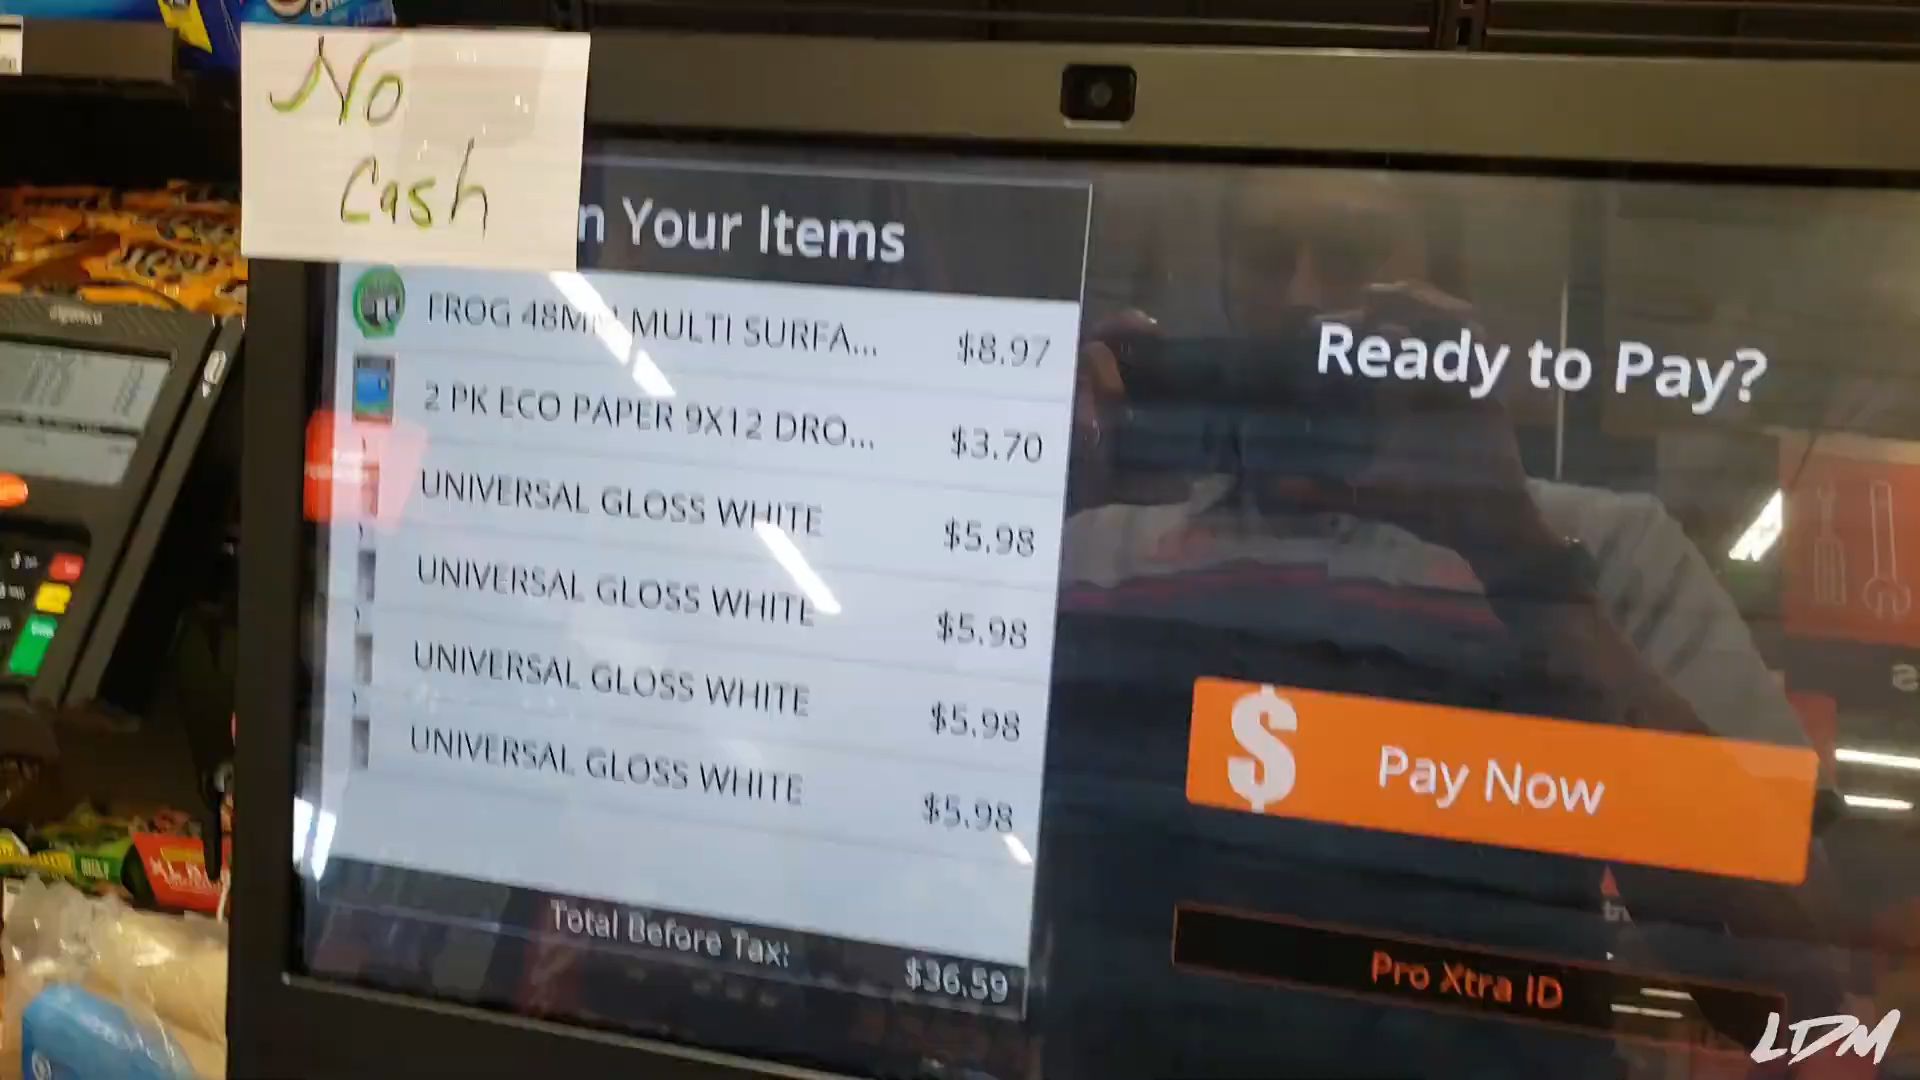 No
Cash
n Your Items
FROG 48MM MULTI SURFA... $8.97
2 PK ECO PAPER 9X12 DRO... $3.70
UNIVERSAL GLOSS WHITE $5.98
UNIVERSAL GLOSS WHITE $5.98
UNIVERSAL GLOSS WHITE $5.98
UNIVERSAL GLOSS WHITE $5.98
Total Before Tax: $36.59
Ready to Pay?
$ Pay Now
Pro Xtra ID
LDM